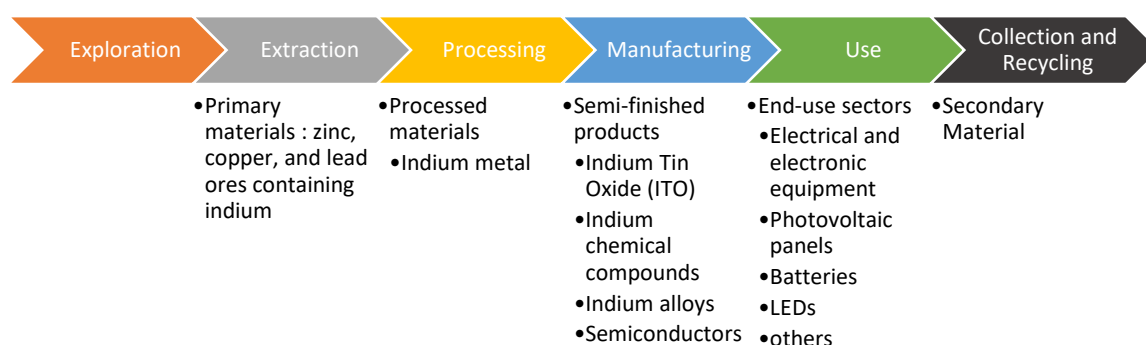 Exploration
Extraction
Processing
Manufacturing
Use
Collection and
Recycling
•Primary
materials : zinc,
copper, and lead
ores containing
indium
•Processed
materials
•Indium metal
•Semi-finished
products
•Indium Tin
Oxide (ITO)
•Indium
chemical
compounds
•Indium alloys
•Semiconductors
•End-use sectors
•Electrical and
electronic
equipment
•Photovoltaic
panels
•Batteries
•LEDs
•others
•Secondary
Material